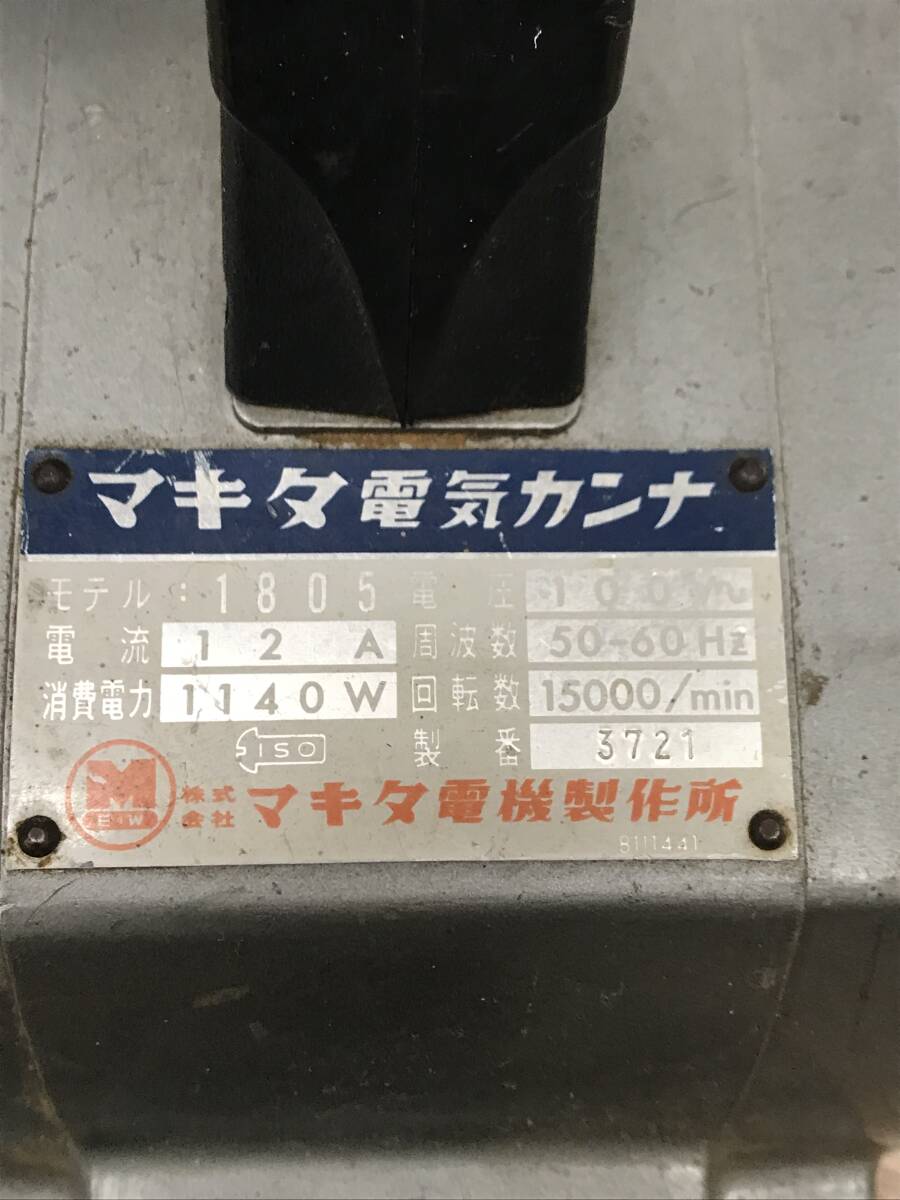 マキタ電気カンナ
モデル:1805 電圧 100V~
電流 12A 周波数 50-60Hz
消費電力 1140W 回転数 15000/min
ISO 製番 3721
M
E・W
株式会社 マキタ電機製作所
8111441